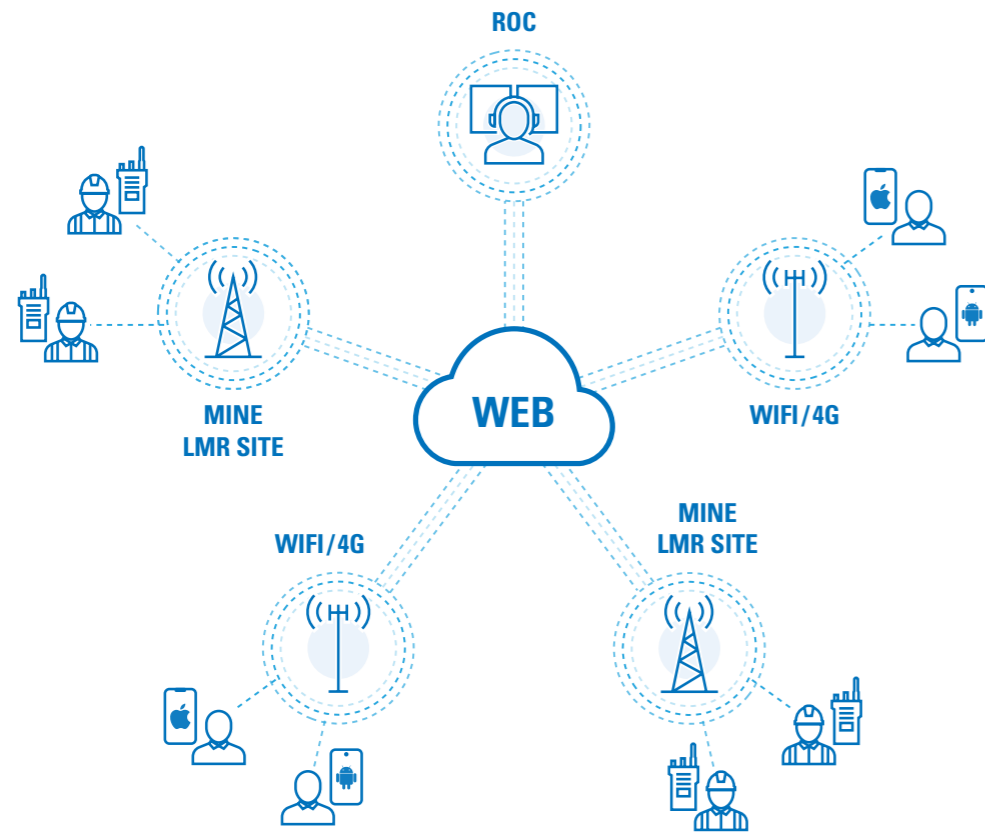 ROC
MINE
LMR SITE
WEB
WIFI/4G
WIFI/4G
MINE
LMR SITE